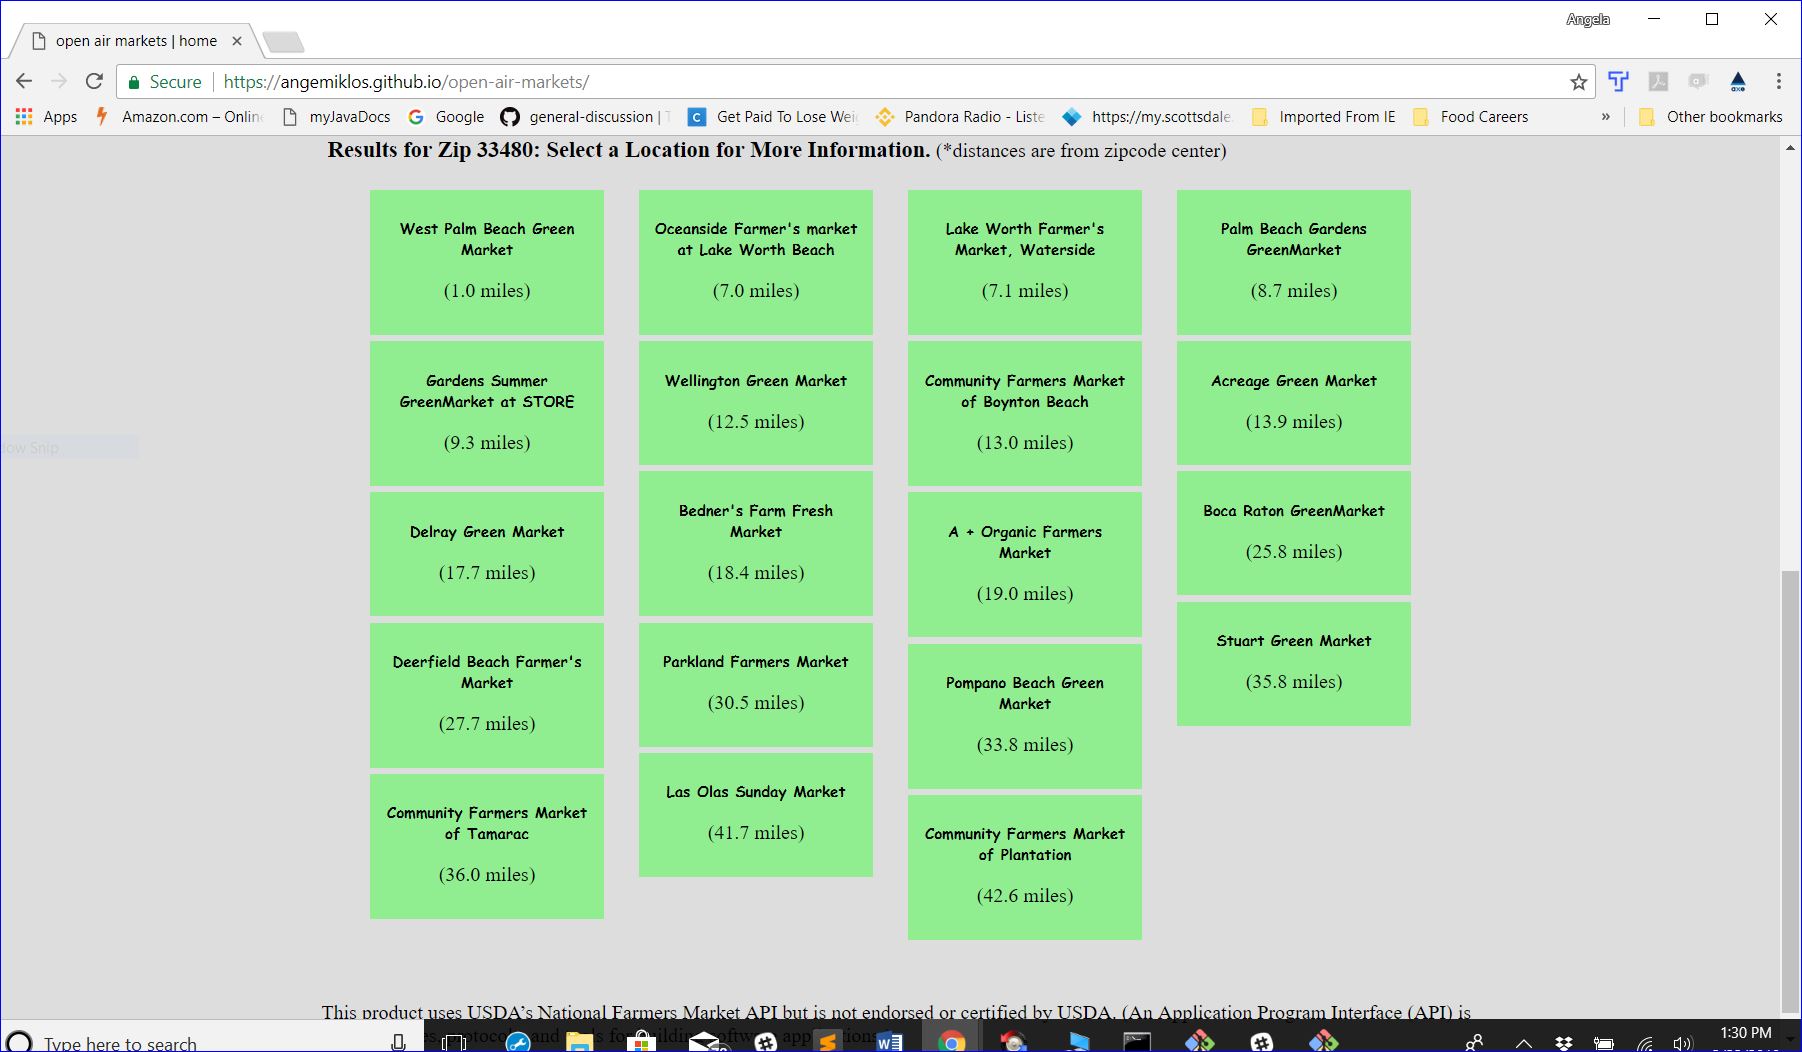 Angela
open air markets | home
Secure
https://angemiklos.github.io/open-air-markets/
Apps
Amazon.com – Online
myJavaDocs
Google
general-discussion |
Get Paid To Lose Wei
Pandora Radio - Liste
https://my.scottsdale.
Imported From IE
Food Careers
»
Other bookmarks
Results for Zip 33480: Select a Location for More Information. (*distances are from zipcode center)
West Palm Beach Green
Market
(1.0 miles)
Oceanside Farmer's market
at Lake Worth Beach
(7.0 miles)
Lake Worth Farmer's
Market, Waterside
(7.1 miles)
Palm Beach Gardens
GreenMarket
(8.7 miles)
Gardens Summer
GreenMarket at STORE
(9.3 miles)
Wellington Green Market
(12.5 miles)
Community Farmers Market
of Boynton Beach
(13.0 miles)
Acreage Green Market
(13.9 miles)
Delray Green Market
(17.7 miles)
Bedner's Farm Fresh
Market
(18.4 miles)
A + Organic Farmers
Market
(19.0 miles)
Boca Raton GreenMarket
(25.8 miles)
Deerfield Beach Farmer's
Market
(27.7 miles)
Parkland Farmers Market
(30.5 miles)
Pompano Beach Green
Market
(33.8 miles)
Stuart Green Market
(35.8 miles)
Community Farmers Market
of Tamarac
(36.0 miles)
Las Olas Sunday Market
(41.7 miles)
Community Farmers Market
of Plantation
(42.6 miles)
dow Snip
This product uses USDA's National Farmers Market API but is not endorsed or certified by USDA. (An Application Program Interface (API) is
Type here to search
1:30 PM